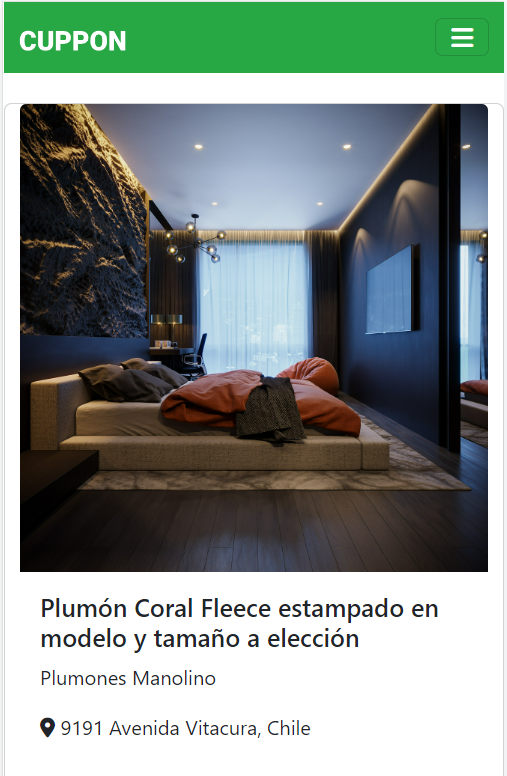 CUPPON
Plumón Coral Fleece estampado en
modelo y tamaño a elección
Plumones Manolino
9191 Avenida Vitacura, Chile